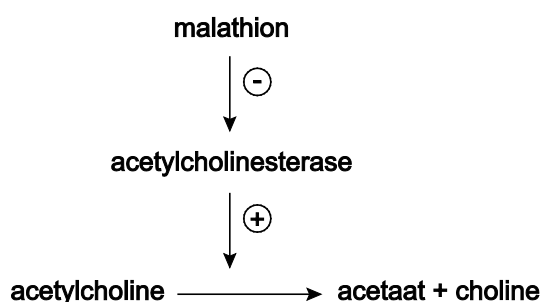 malathion
-
acetylcholinesterase
+
acetylcholine acetaat + choline